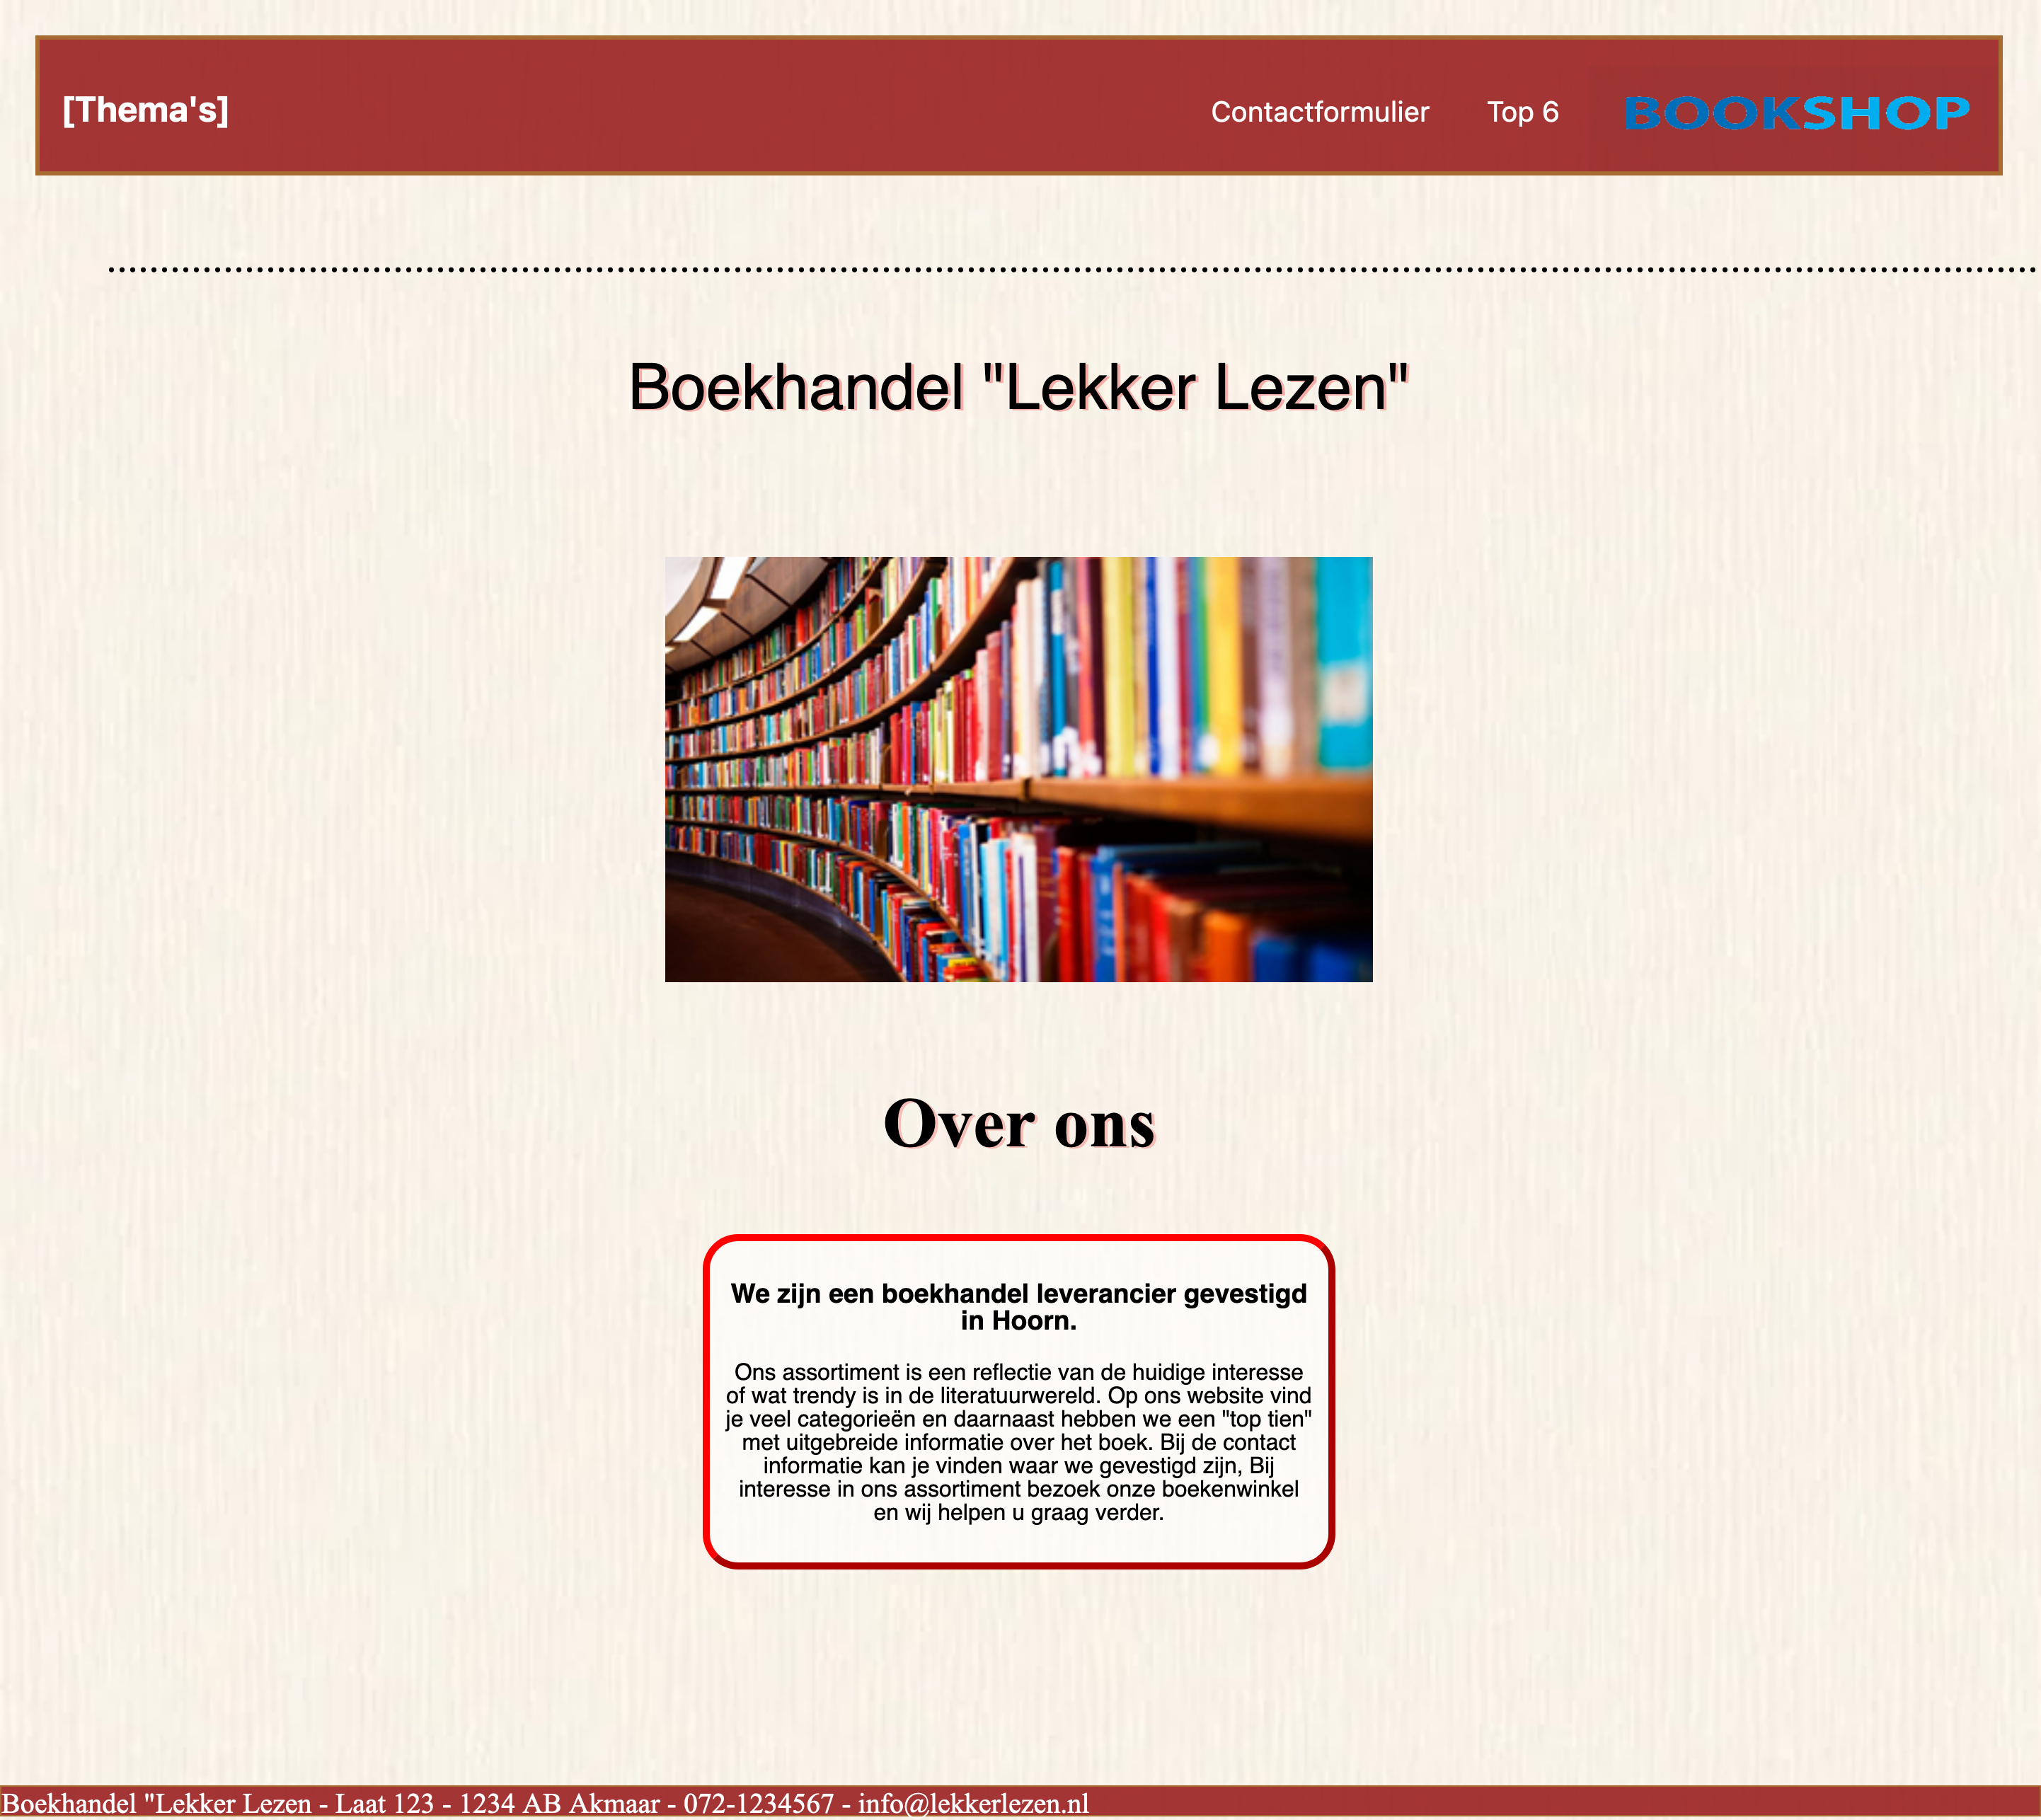 [Thema's]
Contactformulier
Top 6
BOOKSHOP
Boekhandel "Lekker Lezen"
Over ons
We zijn een boekhandel leverancier gevestigd
in Hoorn.
Ons assortiment is een reflectie van de huidige interesse
of wat trendy is in de literatuurwereld. Op ons website vind
je veel categorieën en daarnaast hebben we een "top tien"
met uitgebreide informatie over het boek. Bij de contact
informatie kan je vinden waar we gevestigd zijn, Bij
interesse in ons assortiment bezoek onze boekenwinkel
en wij helpen u graag verder.
Boekhandel "Lekker Lezen - Laat 123 - 1234 AB Akmaar - 072-1234567 - info@lekkerlezen.nl